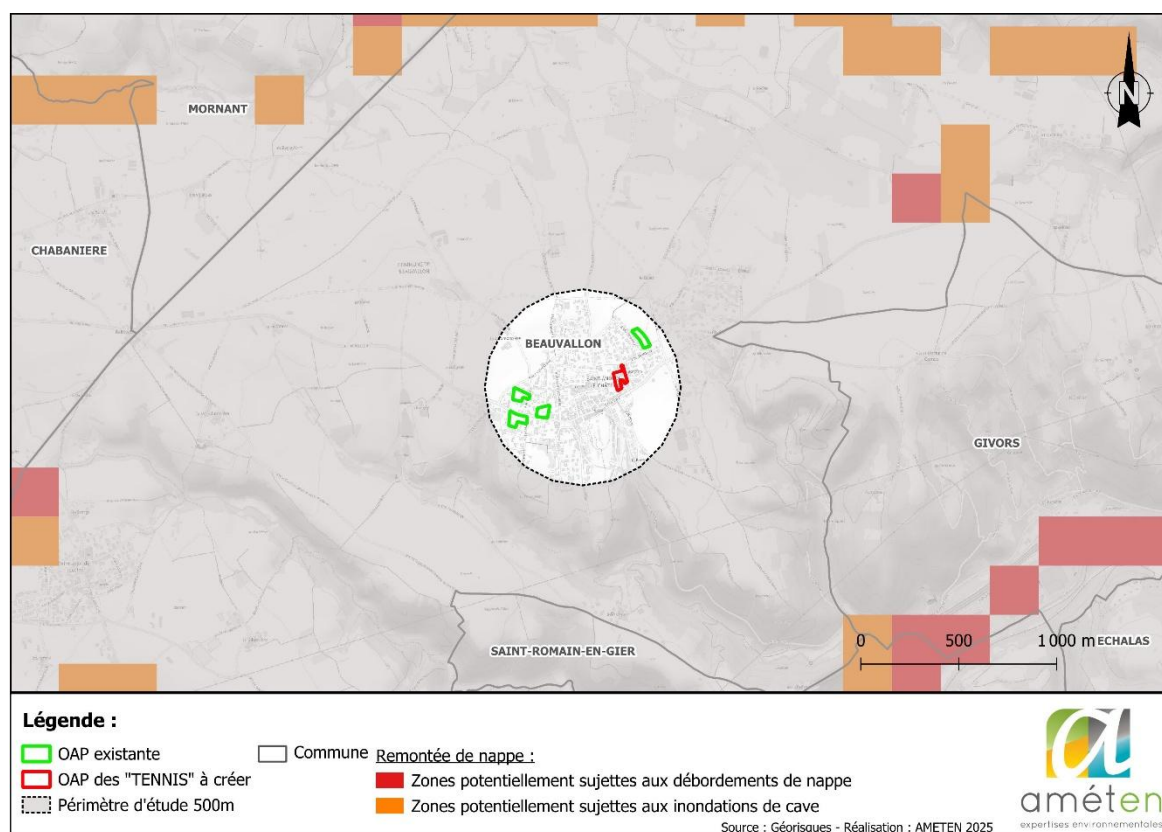 MORNANT
N
CHABANIERE
BEAUVALLON
GIVORS
0 500 1 000 m
ECHALAS
SAINT-ROMAIN-EN-GIER
Légende :
OAP existante
OAP des "TENNIS" à créer
Périmètre d'étude 500m
Commune
Remontée de nappe :
Zones potentiellement sujettes aux débordements de nappe
Zones potentiellement sujettes aux inondations de cave
améten
expertises environnementales
Source : Géorisques - Réalisation : AMETEN 2025